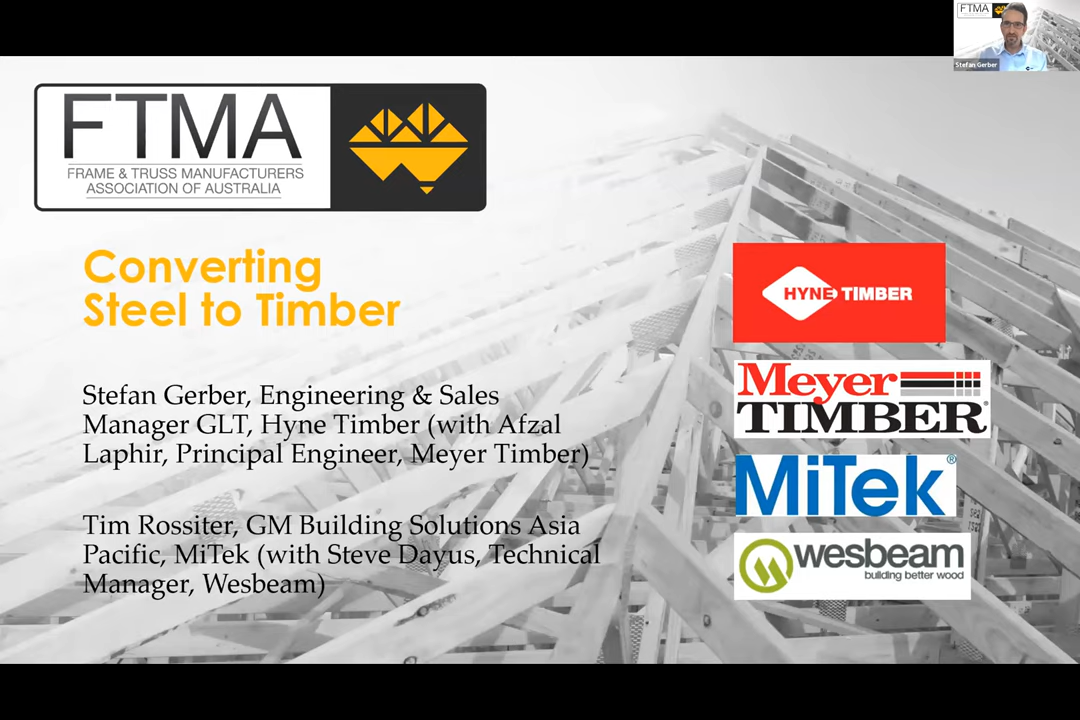 FTMA
Stefan Gerber
FTMA
FRAME & TRUSS MANUFACTURERS
ASSOCIATION OF AUSTRALIA
Converting
Steel to Timber
Stefan Gerber, Engineering & Sales
Manager GLT, Hyne Timber (with Afzal
Laphir, Principal Engineer, Meyer Timber)
Tim Rossiter, GM Building Solutions Asia
Pacific, MiTek (with Steve Dayus, Technical
Manager, Wesbeam)
HYNE TIMBER
Meyer
TIMBER®
MiTek®
wesbeam
building better wood